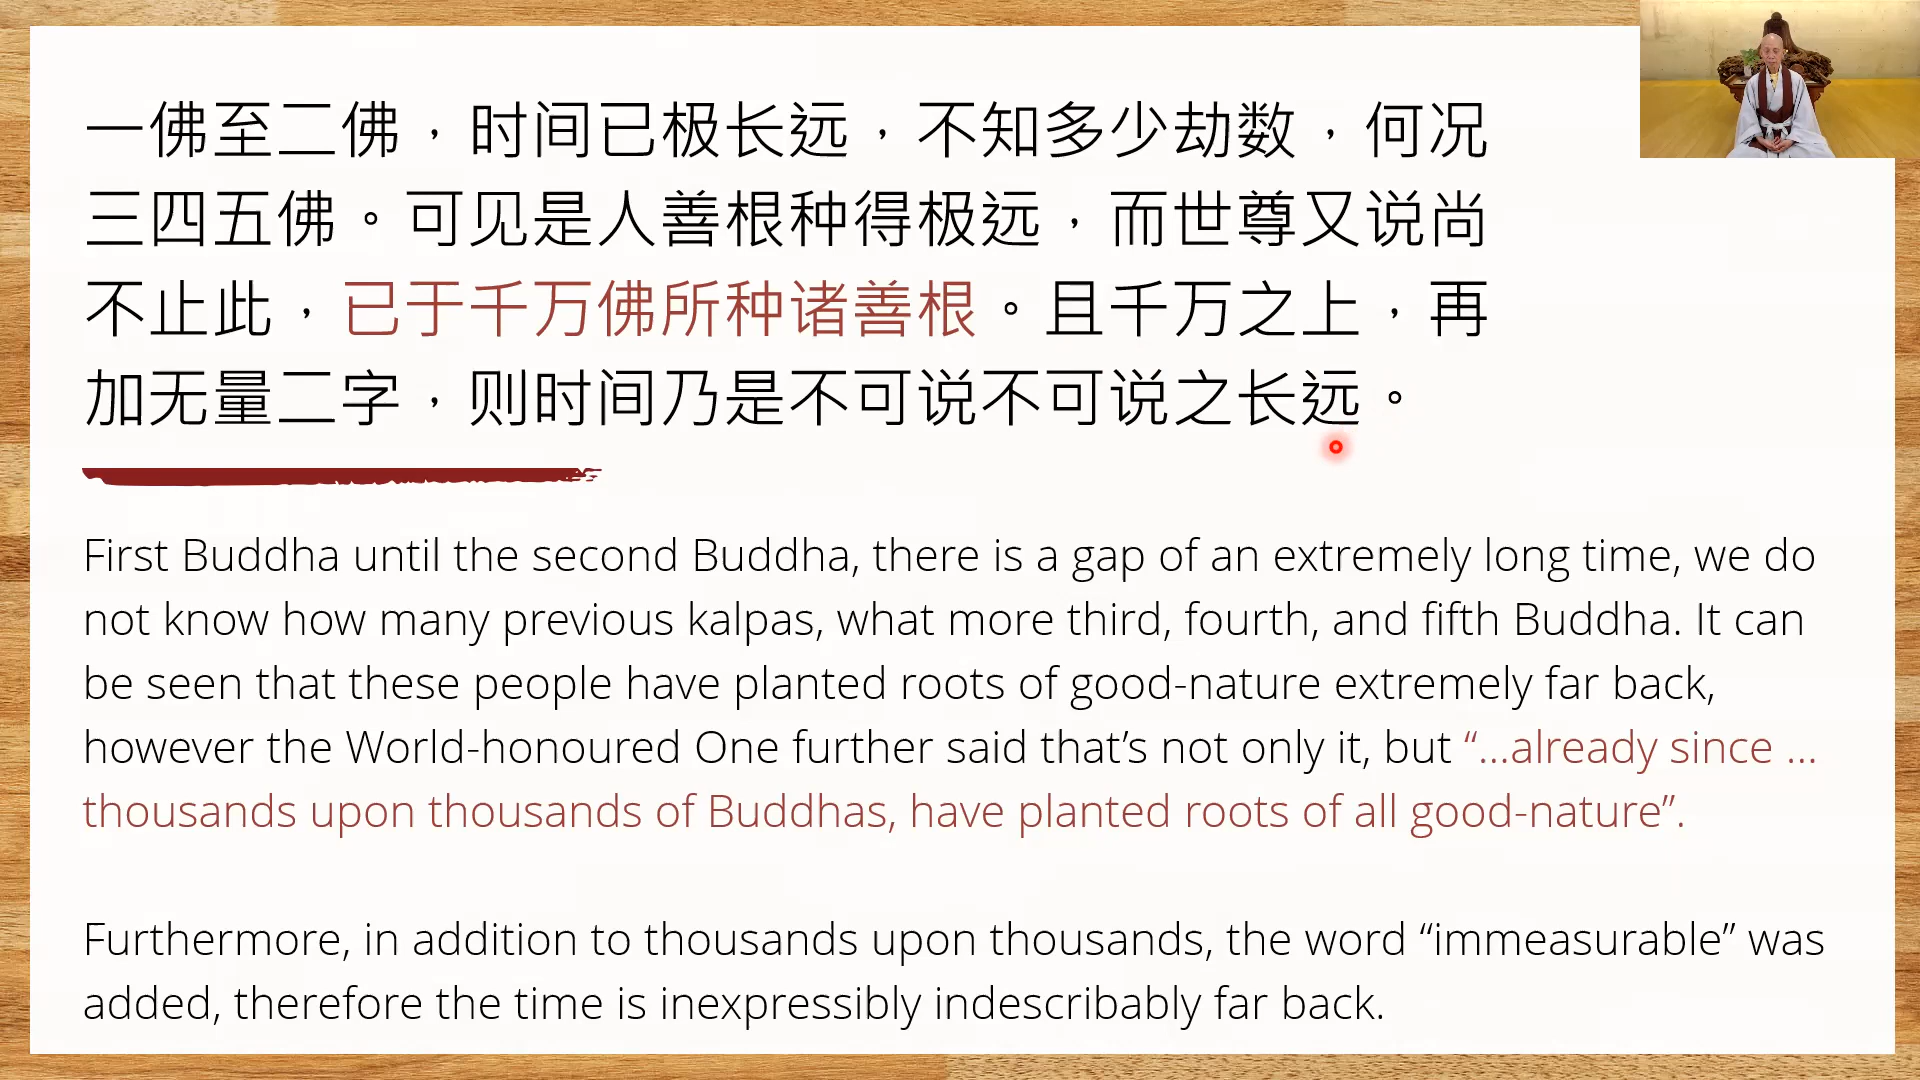 一佛至二佛，时间已极长远，不知多少劫数，何况
三四五佛。可见是人善根种得极远，而世尊又说尚
不止此，已于千万佛所种诸善根。且千万之上，再
加无量二字，则时间乃是不可说不可说之长远。
First Buddha until the second Buddha, there is a gap of an extremely long time, we do
not know how many previous kalpas, what more third, fourth, and fifth Buddha. It can
be seen that these people have planted roots of good-nature extremely far back,
however the World-honoured One further said that’s not only it, but “...already since ...
thousands upon thousands of Buddhas, have planted roots of all good-nature”.
Furthermore, in addition to thousands upon thousands, the word “immeasurable” was
added, therefore the time is inexpressibly indescribably far back.